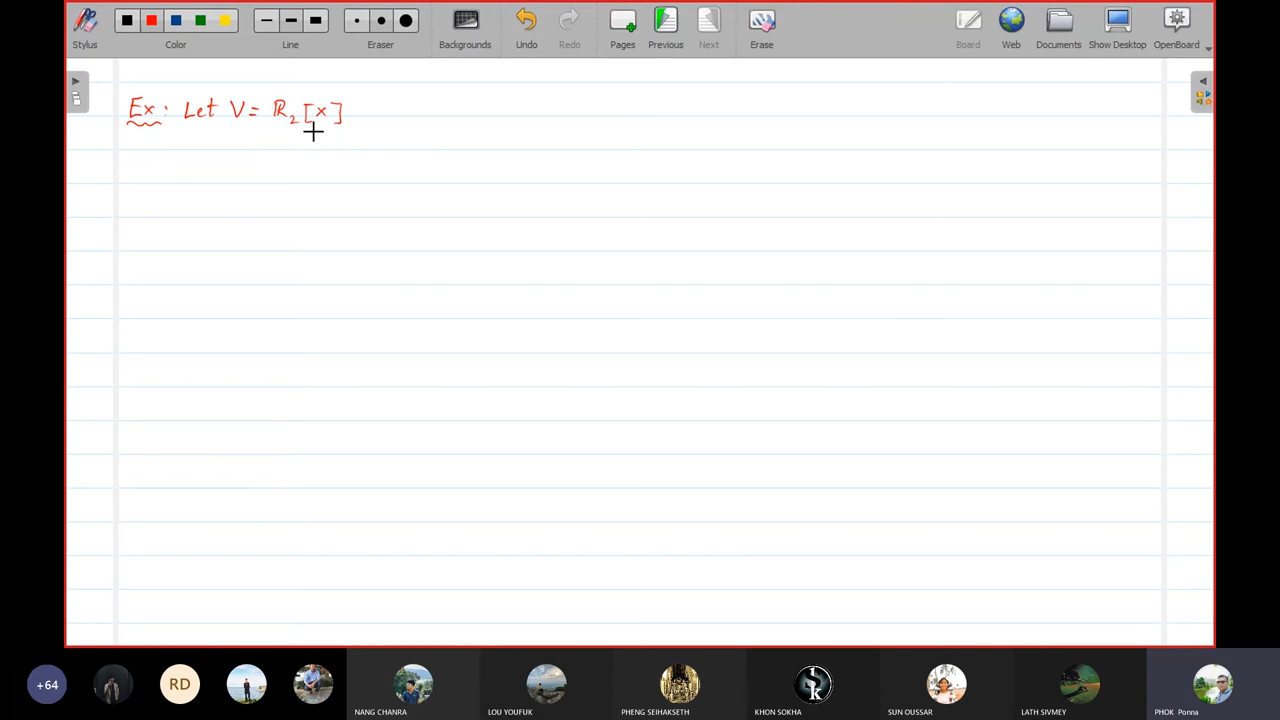 Stylus Color Line Eraser Backgrounds Undo Redo Pages Previous Next Erase Board Web Documents Show Desktop OpenBoard
Ex: Let V = ℝ₂[x]
+64 RD
NANG CHANRA LOU YOUFUK PHENG SEIHAKSETH KHON SOKHA SUN OUSSAR LATH SIVMEY PHOK Ponna